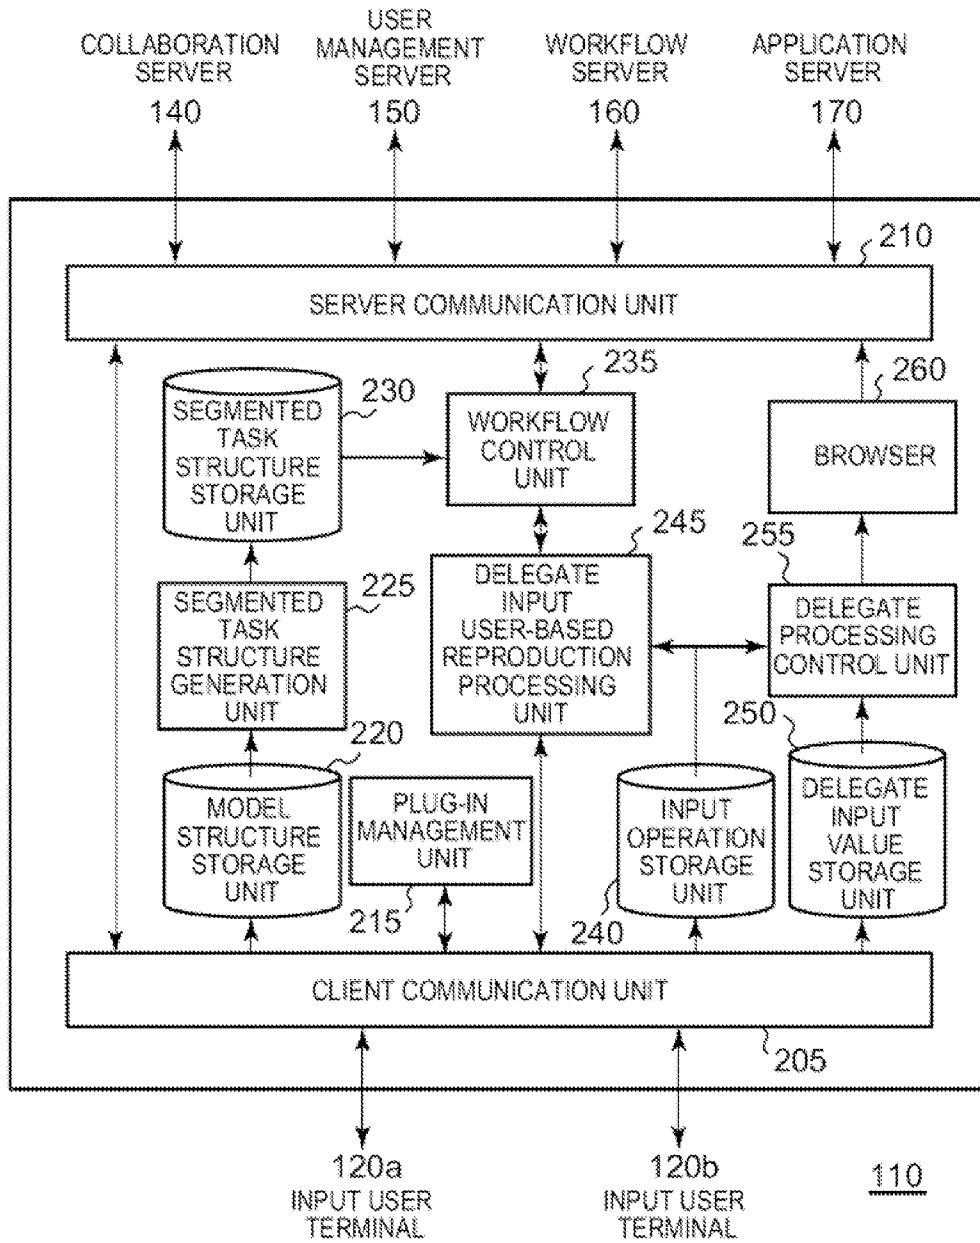 COLLABORATION
SERVER
140
USER
MANAGEMENT
SERVER
150
WORKFLOW
SERVER
160
APPLICATION
SERVER
170
210
SERVER COMMUNICATION UNIT
230
SEGMENTED
TASK
STRUCTURE
STORAGE
UNIT
235
WORKFLOW
CONTROL
UNIT
260
BROWSER
225
SEGMENTED
TASK
STRUCTURE
GENERATION
UNIT
245
DELEGATE
INPUT
USER-BASED
REPRODUCTION
PROCESSING
UNIT
255
DELEGATE
PROCESSING
CONTROL UNIT
220
MODEL
STRUCTURE
STORAGE
UNIT
PLUG-IN
MANAGEMENT
UNIT
215
INPUT
OPERATION
STORAGE
UNIT
240
250
DELEGATE
INPUT
VALUE
STORAGE
UNIT
CLIENT COMMUNICATION UNIT
205
120a
INPUT USER
TERMINAL
120b
INPUT USER
TERMINAL
110